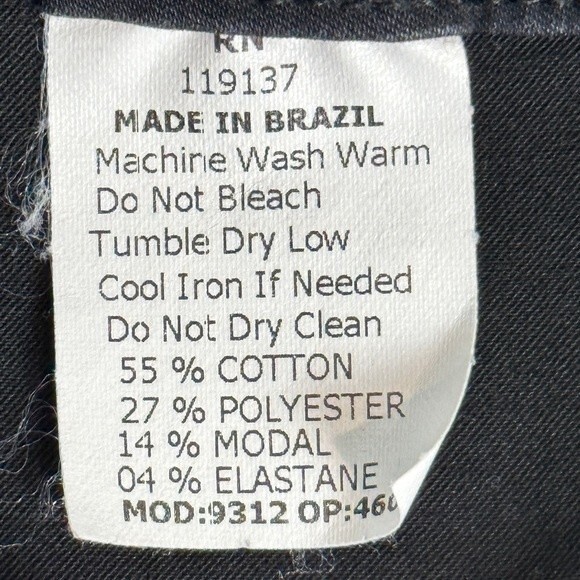 RN
119137
MADE IN BRAZIL
Machine Wash Warm
Do Not Bleach
Tumble Dry Low
Cool Iron If Needed
Do Not Dry Clean
55 % COTTON
27 % POLYESTER
14 % MODAL
04 % ELASTANE
MOD:9312 OP: